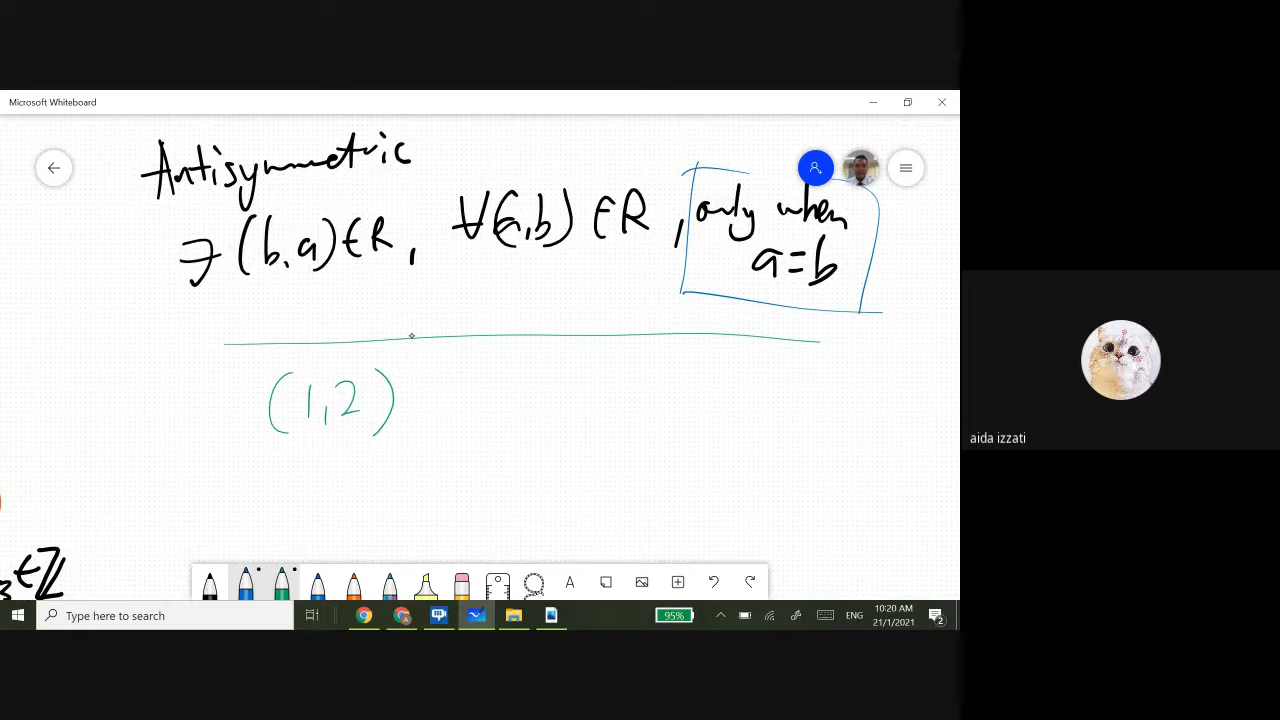 Microsoft Whiteboard
Antisymmetric
∃ (b,a) ∈ R, ∀(a,b) ∈ R, only when
a=b
(1,2)
aida izzati
∈ℤ
A
Type here to search
95%
ENG
10:20 AM
21/1/2021
2